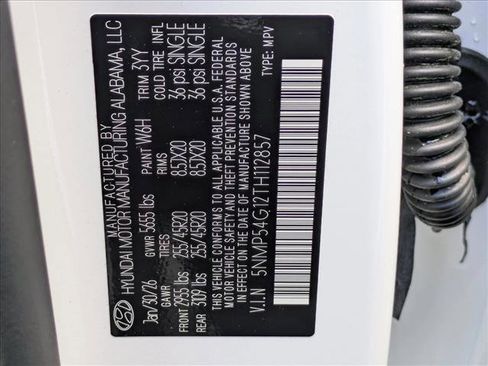 MANUFACTURED BY
HYUNDAI MOTOR MANUFACTURING ALABAMA, LLC
Jan/30/26 GVWR 5655 lbs PAINT W6H TRIM 3YY
GAWR TIRES RIMS COLD TIRE INFL
FRONT 2955 lbs 255/45R20 8.5JX20 36 psi SINGLE
REAR 3109 lbs 255/45R20 8.5JX20 36 psi SINGLE
THIS VEHICLE CONFORMS TO ALL APPLICABLE U.S.A. FEDERAL
MOTOR VEHICLE SAFETY AND THEFT PREVENTION STANDARDS
IN EFFECT ON THE DATE OF MANUFACTURE SHOWN ABOVE.
V.I.N 5NMP54G12TH112857 TYPE: MPV